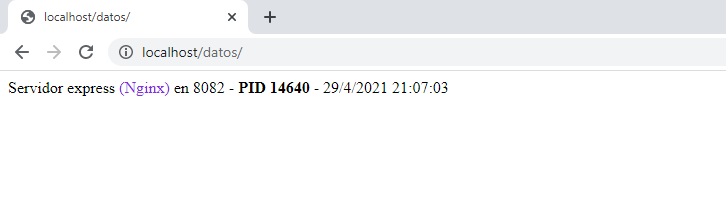 localhost/datos/
localhost/datos/
Servidor express (Nginx) en 8082 - PID 14640 - 29/4/2021 21:07:03